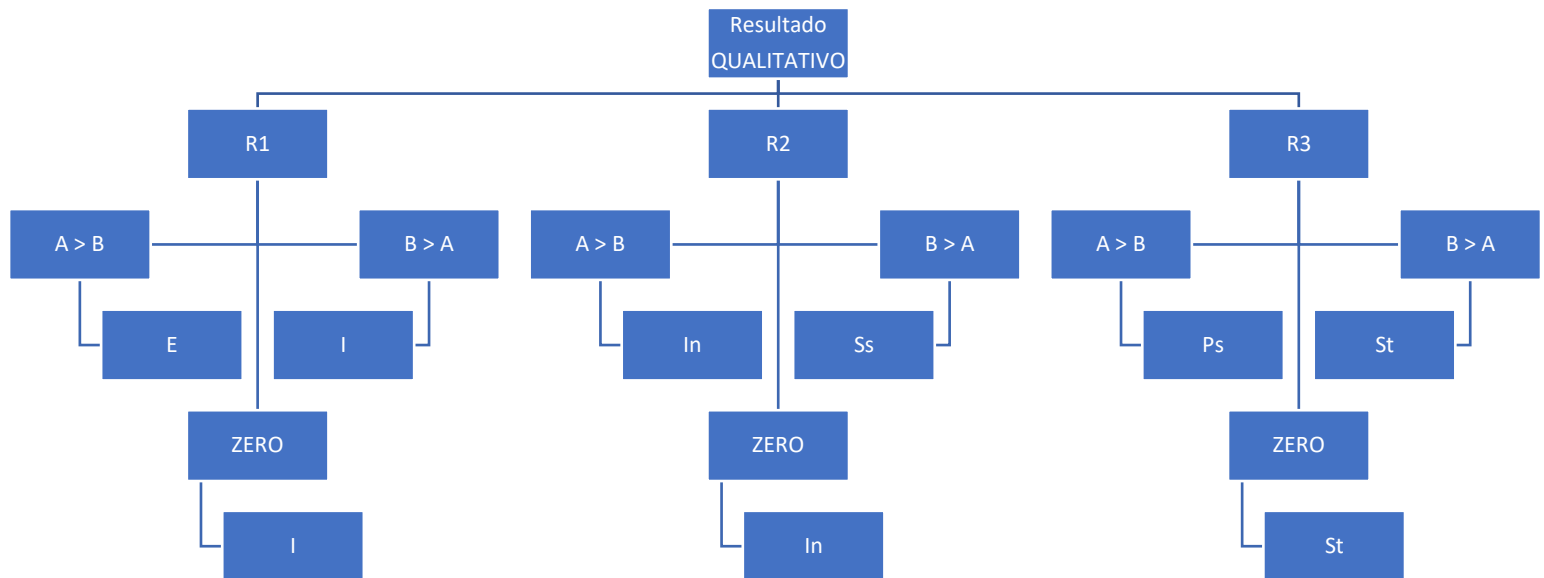 Resultado
QUALITATIVO
R1
R2
R3
A > B
B > A
A > B
B > A
A > B
B > A
E
I
In
Ss
Ps
St
ZERO
ZERO
ZERO
I
In
St